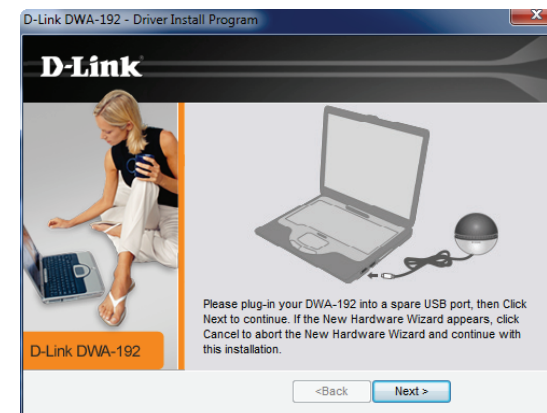 D-Link DWA-192 - Driver Install Program
D-Link
Please plug-in your DWA-192 into a spare USB port, then Click
Next to continue. If the New Hardware Wizard appears, click
Cancel to abort the New Hardware Wizard and continue with
this installation.
D-Link DWA-192
<Back
Next >